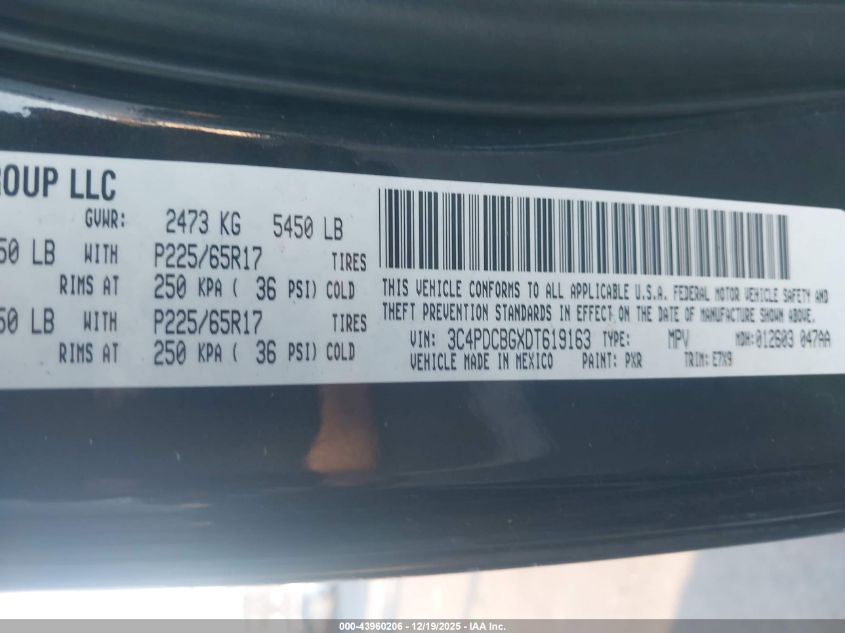 ROUP LLC
GVWR: 2473 KG 5450 LB
50 LB WITH P225/65R17 TIRES
RIMS AT 250 KPA ( 36 PSI) COLD
50 LB WITH P225/65R17 TIRES
RIMS AT 250 KPA ( 36 PSI) COLD
THIS VEHICLE CONFORMS TO ALL APPLICABLE U.S.A. FEDERAL MOTOR VEHICLE SAFETY AND
THEFT PREVENTION STANDARDS IN EFFECT ON THE DATE OF MANUFACTURE SHOWN ABOVE.
VIN: 3C4PDCBGXDT619163 TYPE: MPV MDH: 012603 047AA
VEHICLE MADE IN MEXICO PAINT: PXR TRIM: E7X9
000-43960206 - 12/19/2025 - IAA Inc.